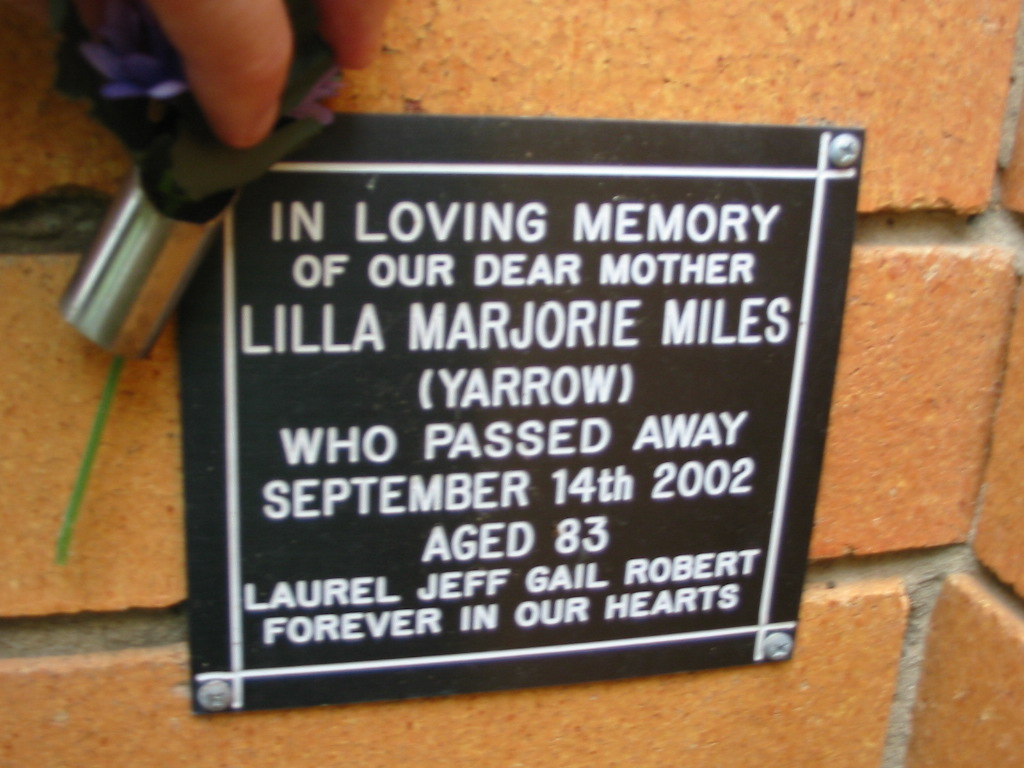 IN LOVING MEMORY
OF OUR DEAR MOTHER
LILLA MARJORIE MILES
(YARROW)
WHO PASSED AWAY
SEPTEMBER 14th 2002
AGED 83
LAUREL JEFF GAIL ROBERT
FOREVER IN OUR HEARTS